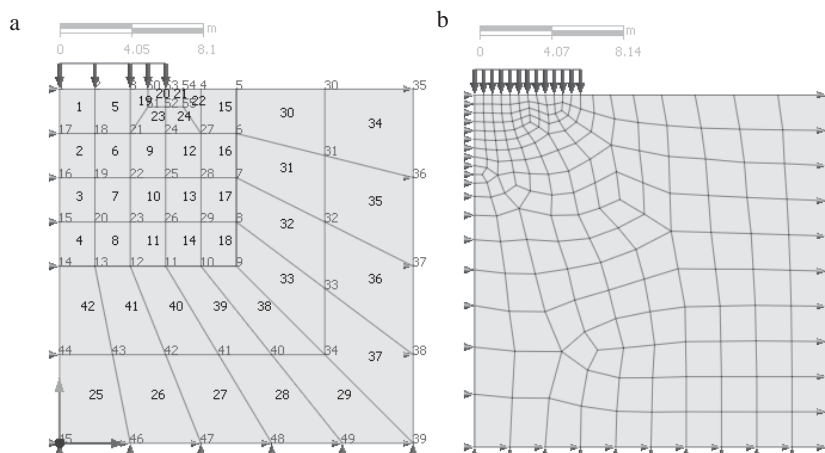 a
b
m
0 4.05 8.1
m
0 4.07 8.14
20 21
19 22
4 5 30 35
1 5 23 24 15 30 34
17 18 21 24 27 6
2 6 9 12 16 31 31
16 19 22 25 28 7 36
3 7 10 13 17 35
15 20 23 26 29 8 32 32
4 8 11 14 18
14 13 12 11 10 9 37
33 33 36
42 41 40 39 38
44 43 42 41 40 34 37 38
25 26 27 28 29
45 46 47 48 49 39